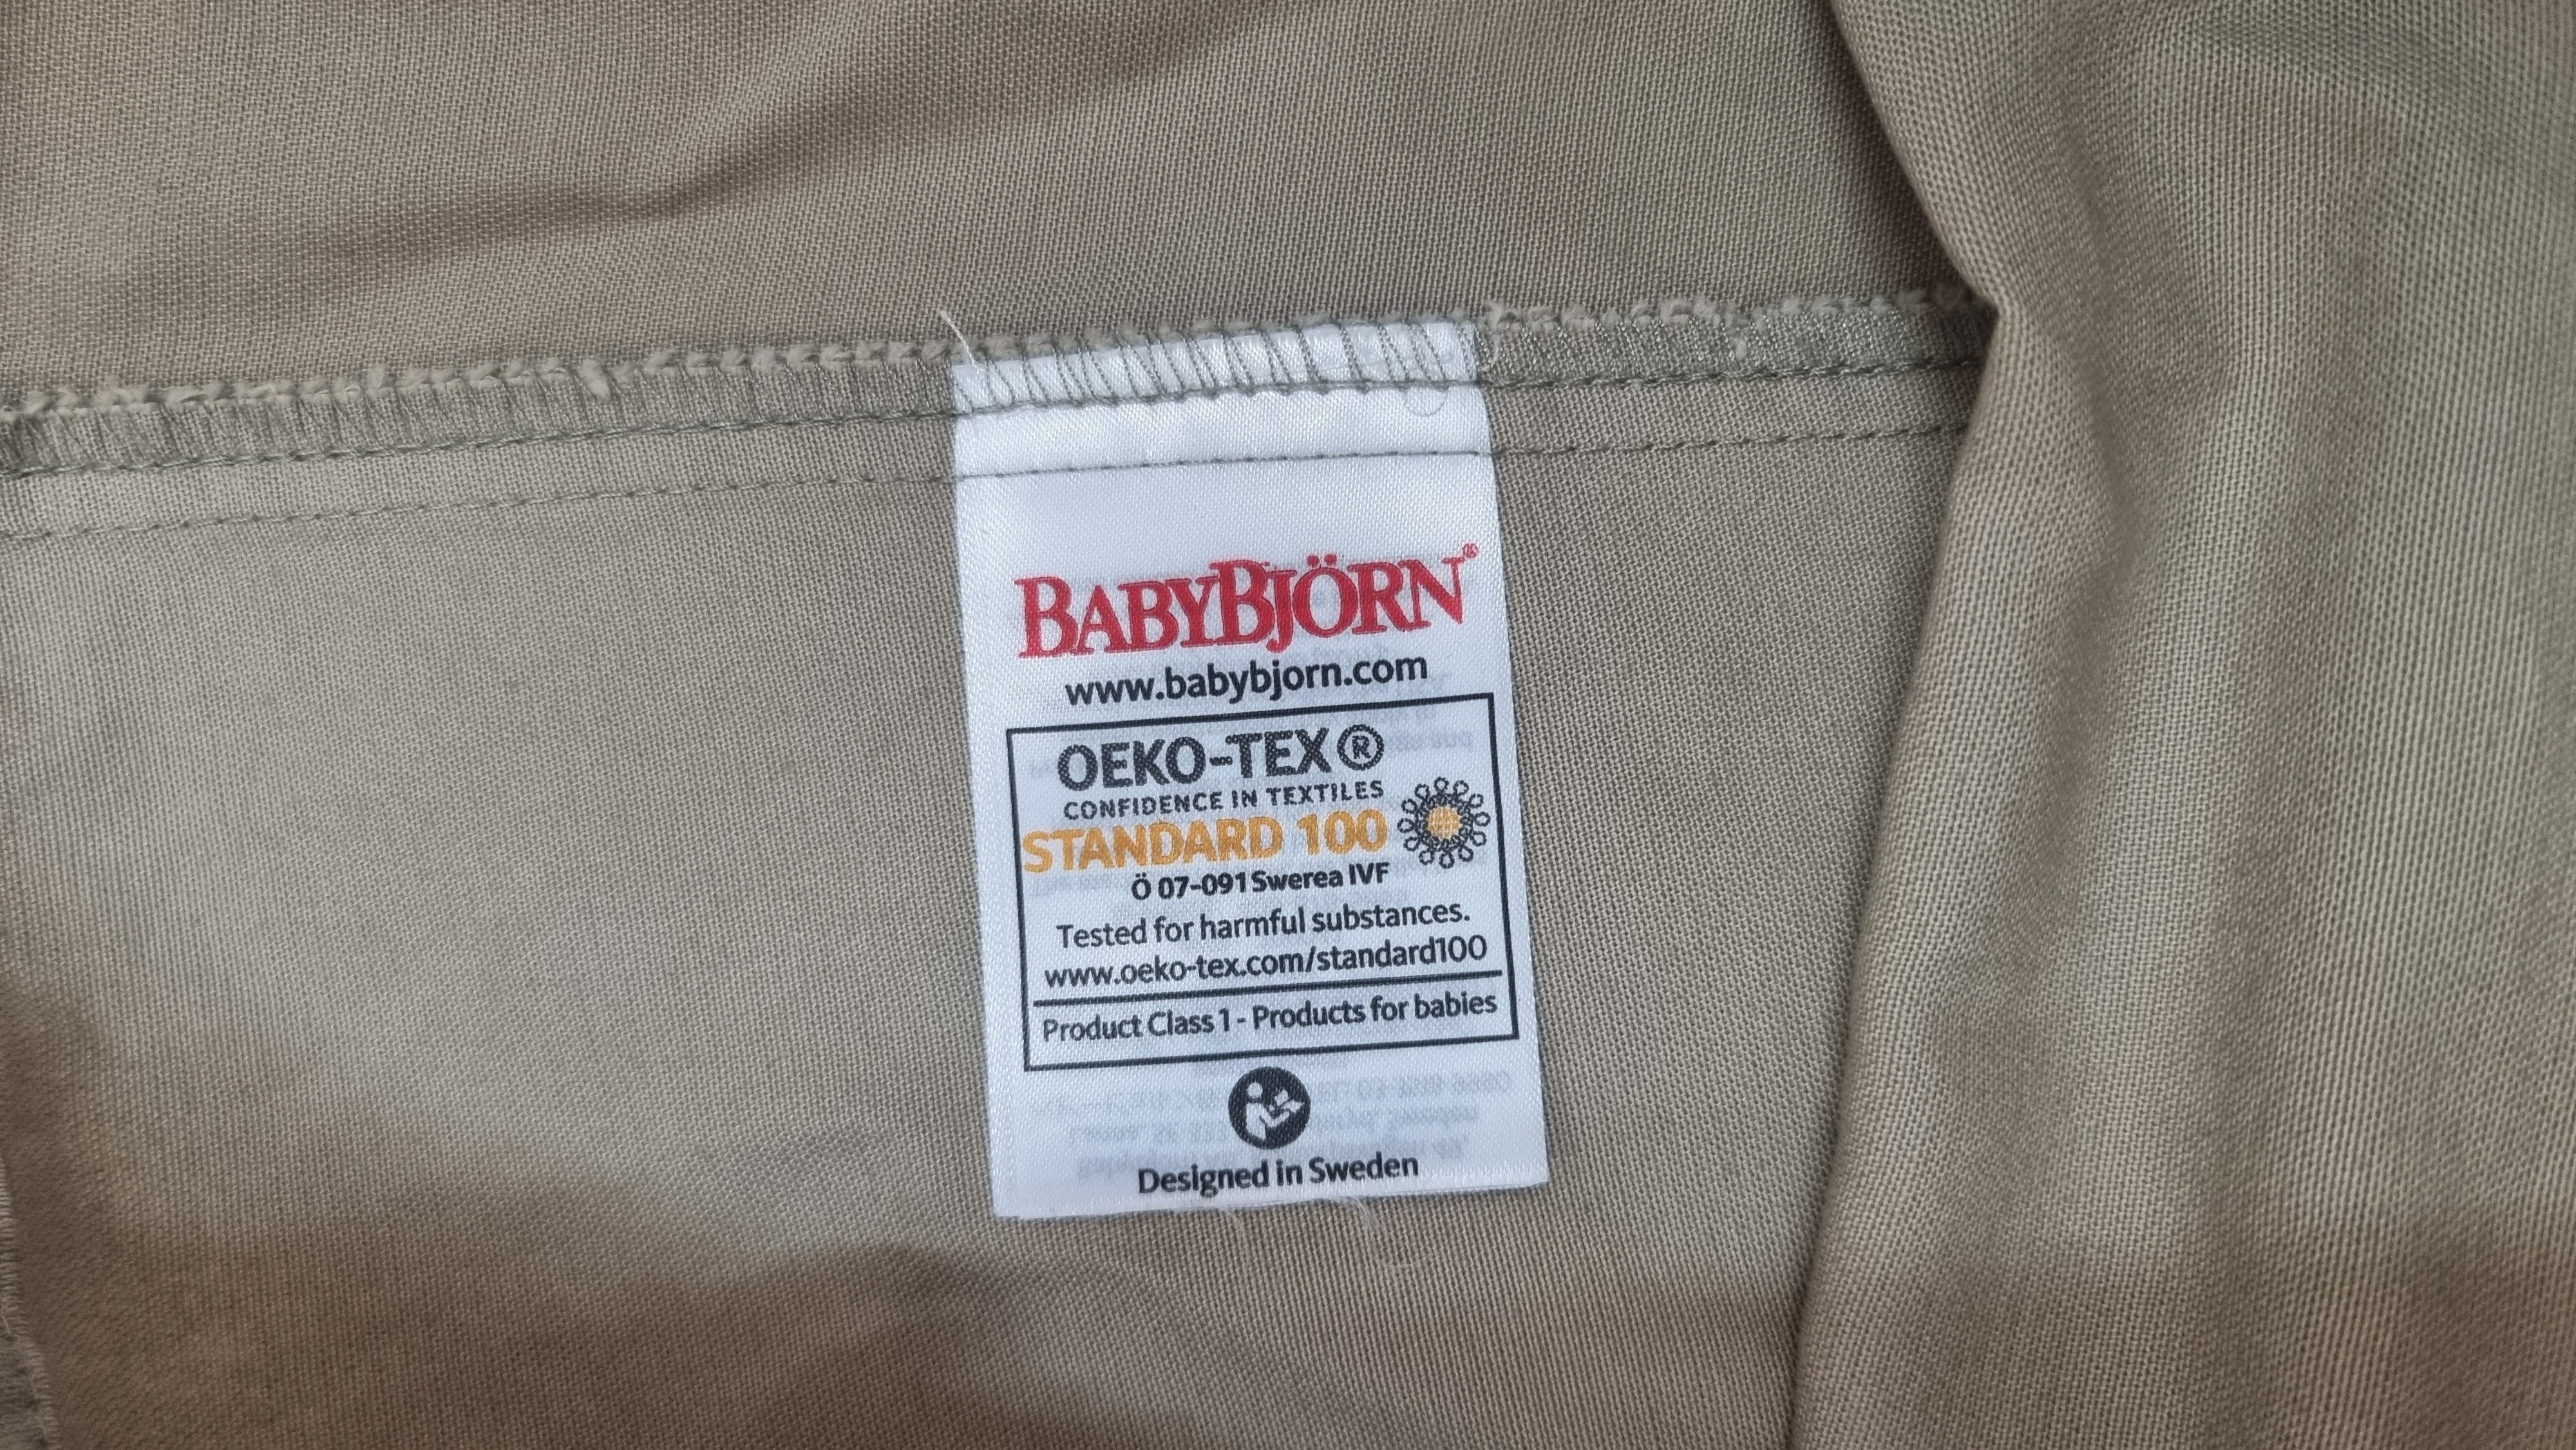 BABYBJÖRN®
www.babybjorn.com
OEKO-TEX®
CONFIDENCE IN TEXTILES
STANDARD 100
Ö 07-091 Swerea IVF
Tested for harmful substances.
www.oeko-tex.com/standard100
Product Class 1 - Products for babies
Designed in Sweden